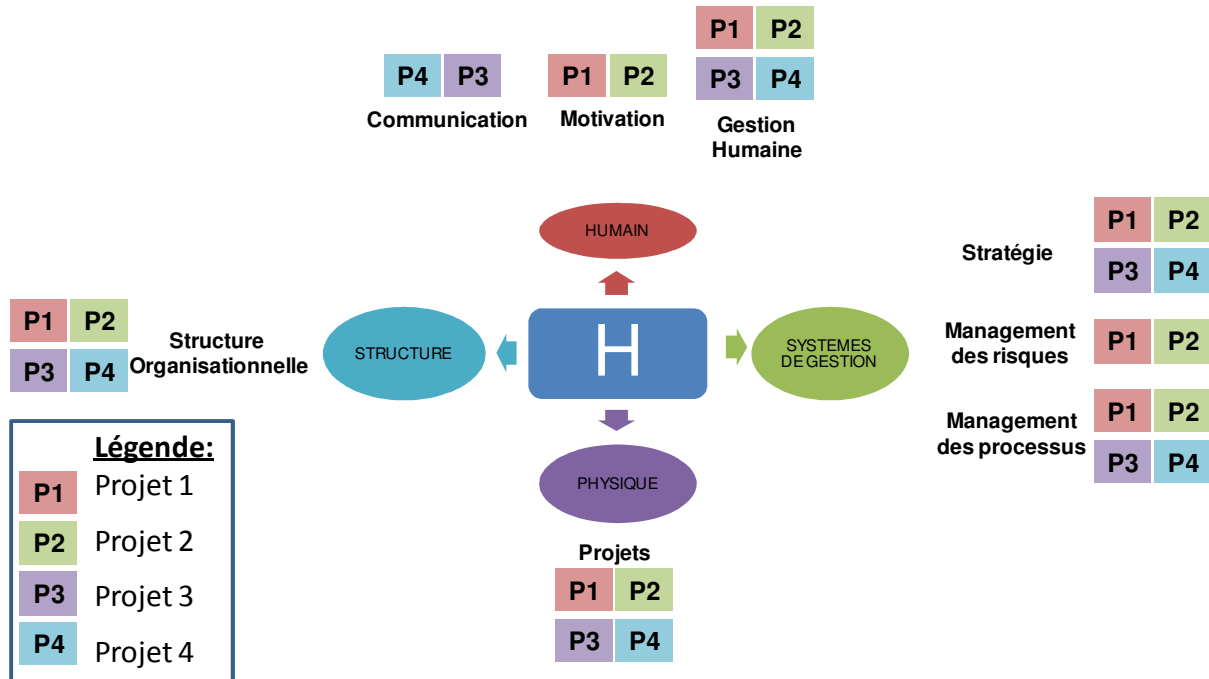 P1 P2
P4 P3 P1 P2 P3 P4
Communication Motivation Gestion
Humaine
HUMAIN
P1 P2
Stratégie
P3 P4
P1 P2
P3 P4
Structure
Organisationnelle
STRUCTURE
H
SYSTEMES
DE GESTION
Management
des risques
P1 P2
Management
des processus
P1 P2
P3 P4
PHYSIQUE
Projets
P1 P2
P3 P4
Légende:
P1 Projet 1
P2 Projet 2
P3 Projet 3
P4 Projet 4